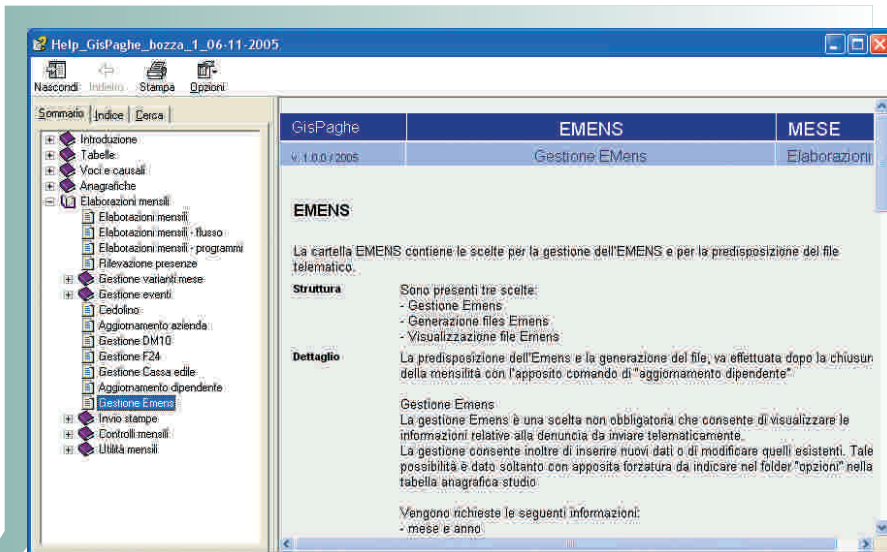 Help_GisPaghe_bozza_1_06-11-2005
Nascondi Indietro Stampa Opzioni
Sommario Indice Cerca
Introduzione
Tabelle
Voci e causali
Anagrafiche
Elaborazioni mensili
Elaborazioni mensili
Elaborazioni mensili - flusso
Elaborazioni mensili - programmi
Rilevazione presenze
Gestione varianti mese
Gestione eventi
Cedolino
Aggiornamento azienda
Gestione DM10
Gestione F24
Gestione Cassa edile
Aggiornamento dipendente
Gestione Emens
Invio stampe
Controlli mensili
Utilità mensili
GisPaghe EMENS MESE
v. 1.0.0 / 2005 Gestione EMens Elaborazioni
EMENS
La cartella EMENS contiene le scelte per la gestione dell'EMENS e per la predisposizione del file
telematico.
Struttura Sono presenti tre scelte:
- Gestione Emens
- Generazione files Emens
- Visualizzazione file Emens
Dettaglio La predisposizione dell'Emens e la generazione del file, va effettuata dopo la chiusur
della mensilità con l'apposito comando di "aggiornamento dipendente"
Gestione Emens
La gestione Emens è una scelta non obbligatoria che consente di visualizzare le
informazioni relative alla denuncia da inviare telematicamente.
La gestione consente inoltre di inserire nuovi dati o di modificare quelli esistenti. Tale
possibilità è dato soltanto con apposita forzatura da indicare nel folder "opzioni" nella
tabella anagrafica studio
Vengono richieste le seguenti informazioni:
- mese e anno